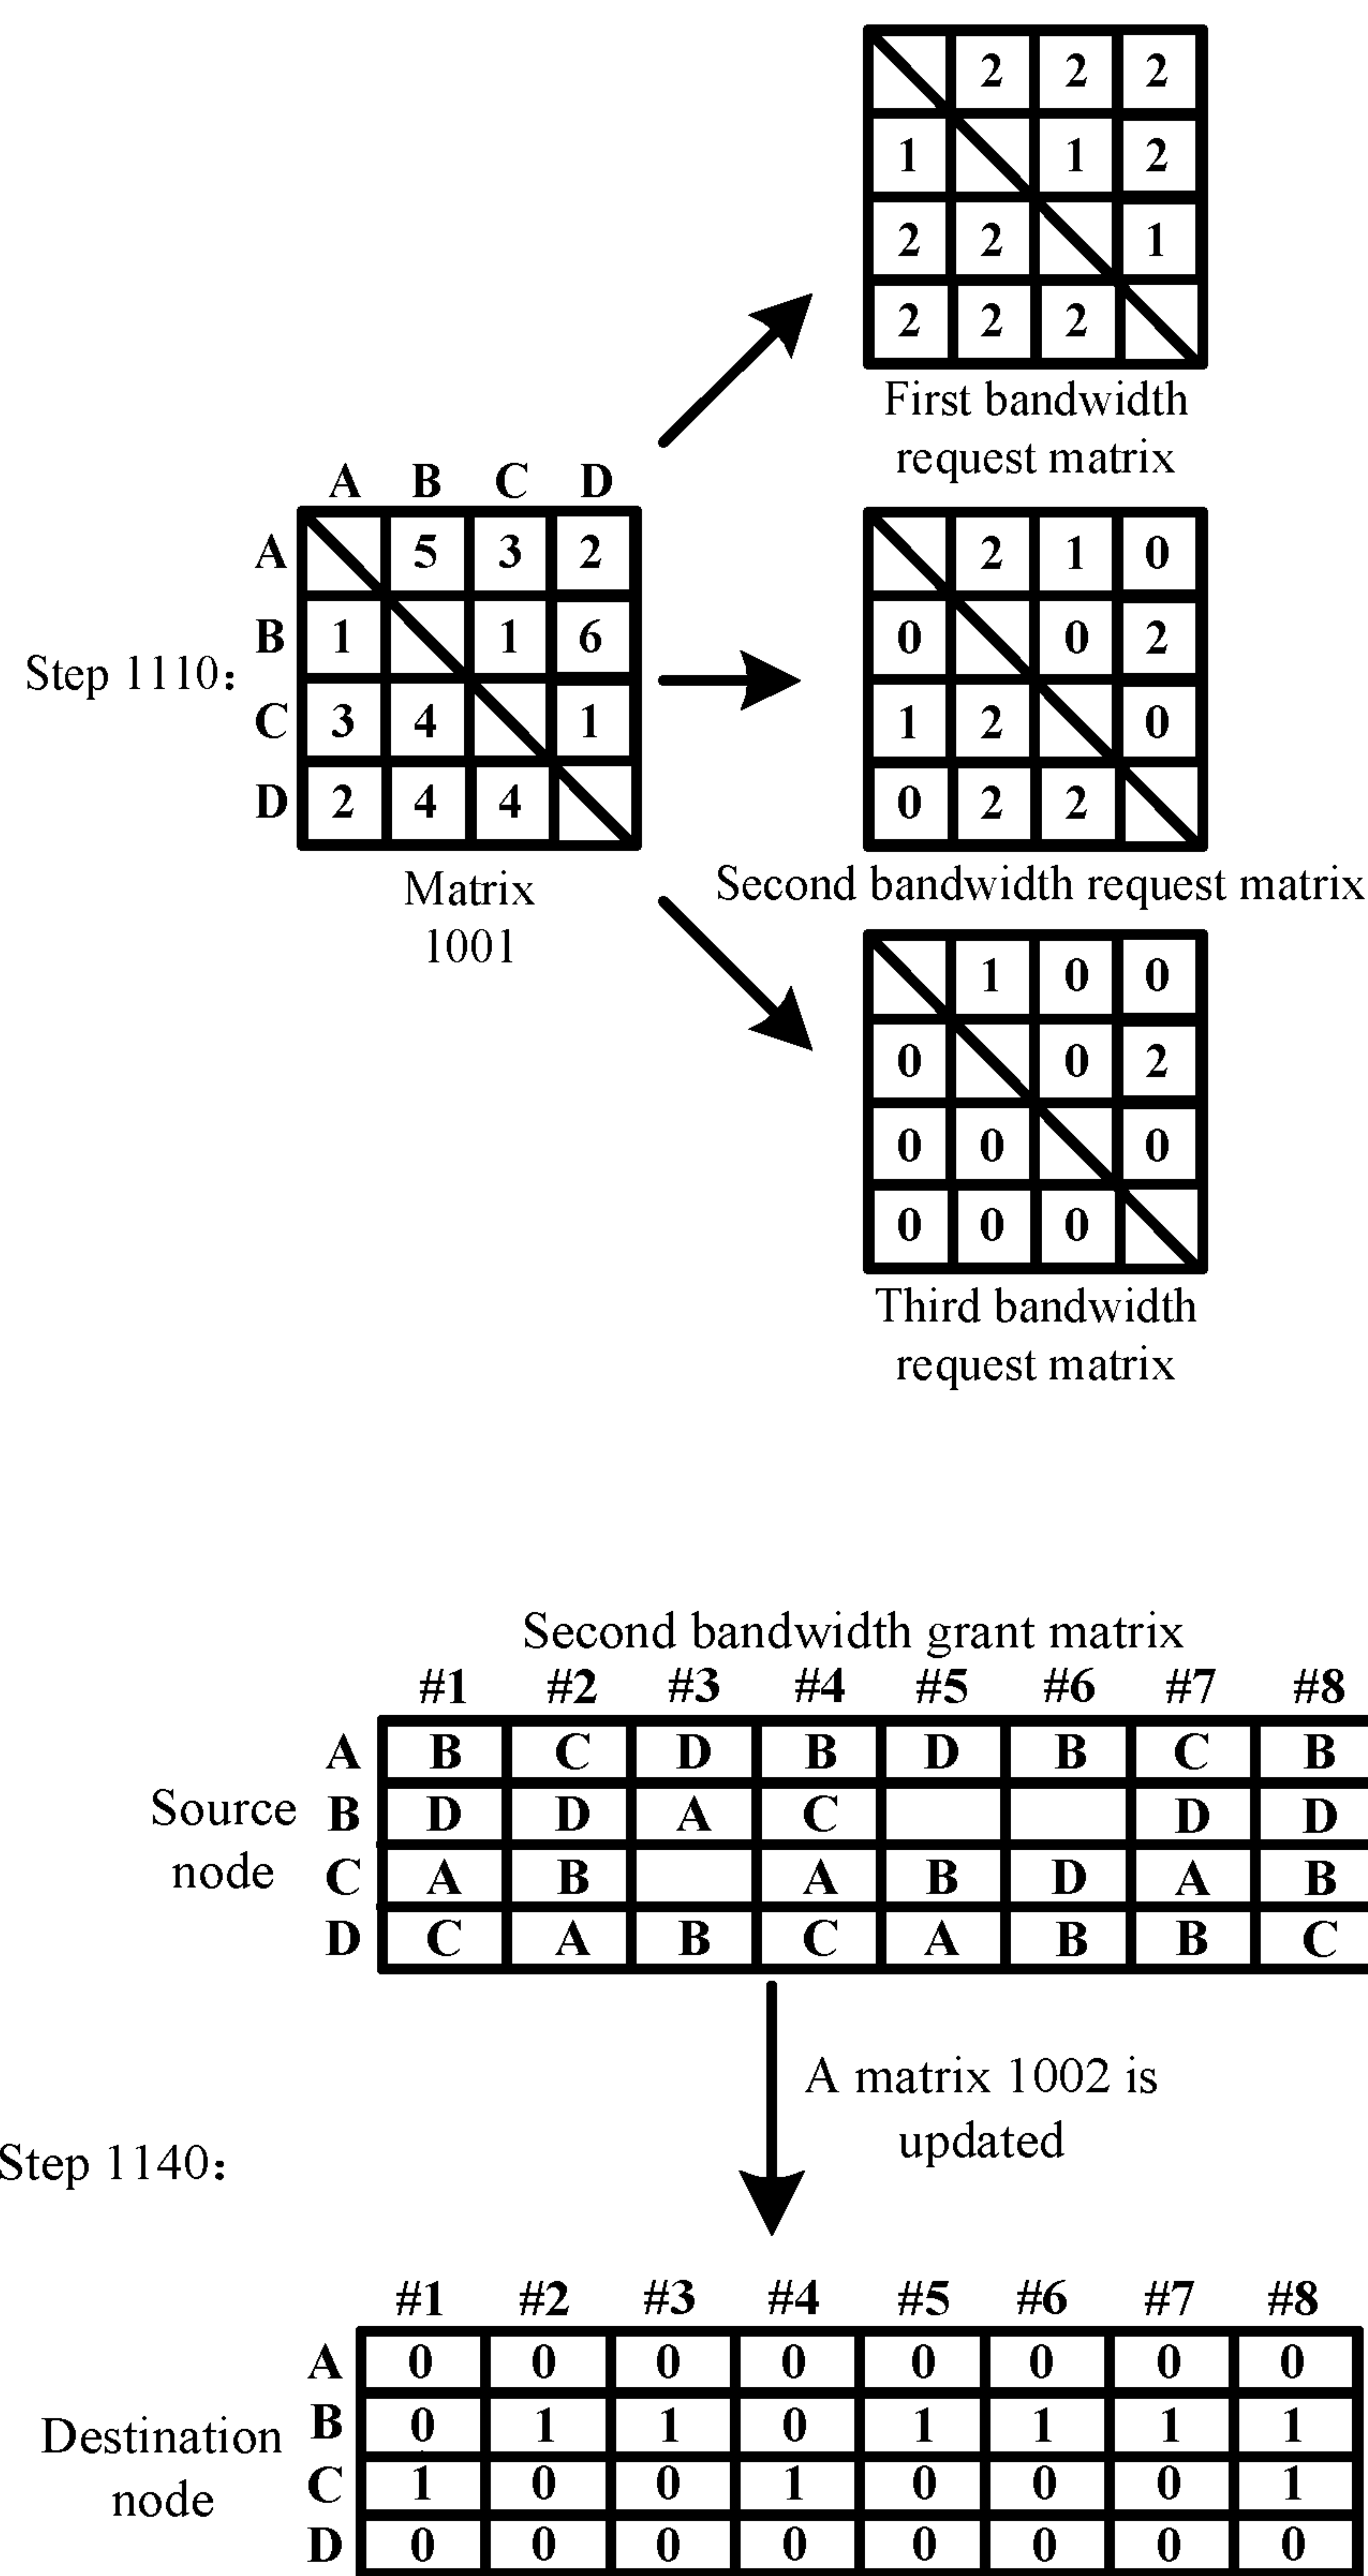 2 2 2
1 1 2
2 2 1
2 2 2
First bandwidth
request matrix
A B C D
A 5 3 2
B 1 1 6
C 3 4 1
D 2 4 4
Step 1110:
Matrix
1001
2 1 0
0 0 2
1 2 0
0 2 2
Second bandwidth request matrix
1 0 0
0 0 2
0 0 0
0 0 0
Third bandwidth
request matrix
Second bandwidth grant matrix
#1 #2 #3 #4 #5 #6 #7 #8
Source
node
A B C D B D B C B
B D D A C D D
C A B A B D A B
D C A B C A B B C
A matrix 1002 is
updated
Step 1140:
#1 #2 #3 #4 #5 #6 #7 #8
Destination
node
A 0 0 0 0 0 0 0 0
B 0 1 1 0 1 1 1 1
C 1 0 0 1 0 0 0 1
D 0 0 0 0 0 0 0 0